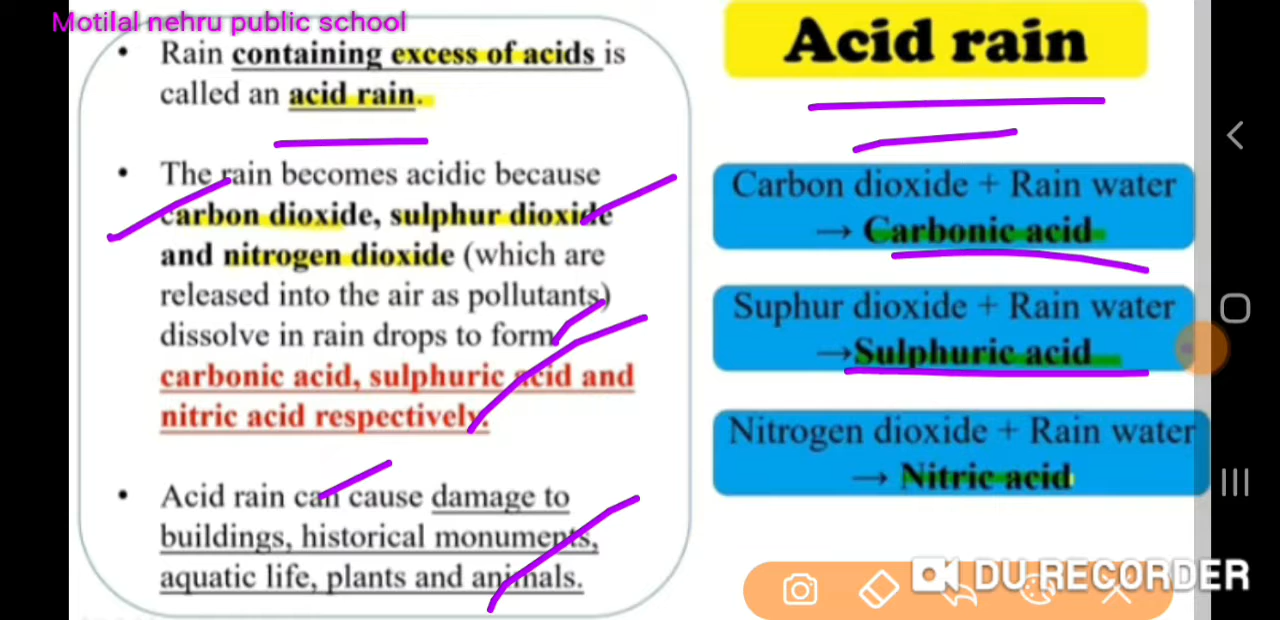 Motilal nehru public school
• Rain containing excess of acids is
called an acid rain.
• The rain becomes acidic because
carbon dioxide, sulphur dioxide
and nitrogen dioxide (which are
released into the air as pollutants)
dissolve in rain drops to form
carbonic acid, sulphuric acid and
nitric acid respectively.
• Acid rain can cause damage to
buildings, historical monuments,
aquatic life, plants and animals.
Acid rain
Carbon dioxide + Rain water
→ Carbonic acid
Suphur dioxide + Rain water
→Sulphuric acid
Nitrogen dioxide + Rain water
→ Nitric acid
DU RECORDER